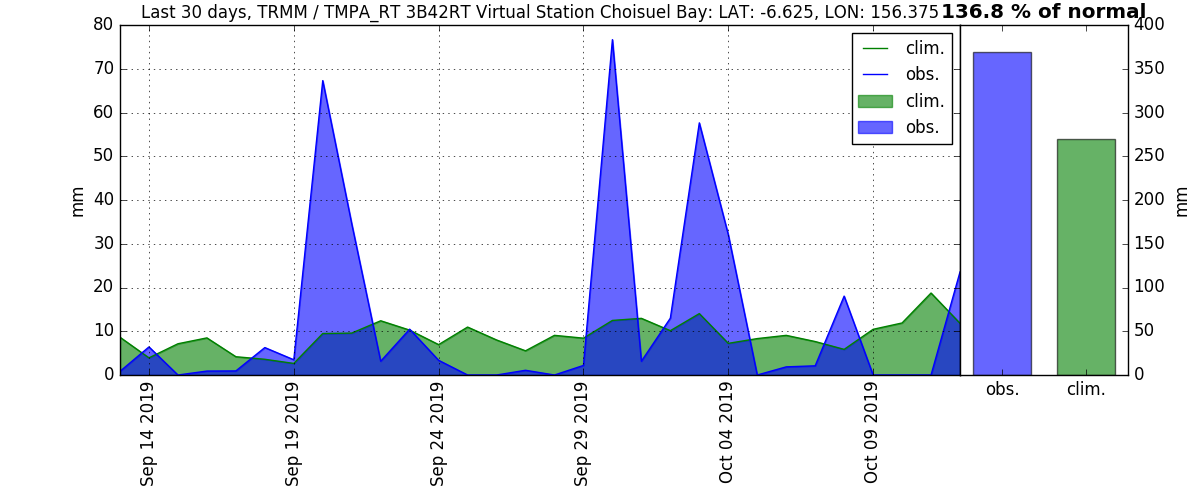 Last 30 days, TRMM / TMPA_RT 3B42RT Virtual Station Choisuel Bay: LAT: -6.625, LON: 156.375
136.8 % of normal
80
70
60
50
40
30
20
10
0
mm
clim.
obs.
clim.
obs.
400
350
300
250
200
150
100
50
0
mm
Sep 14 2019
Sep 19 2019
Sep 24 2019
Sep 29 2019
Oct 04 2019
Oct 09 2019
obs.
clim.